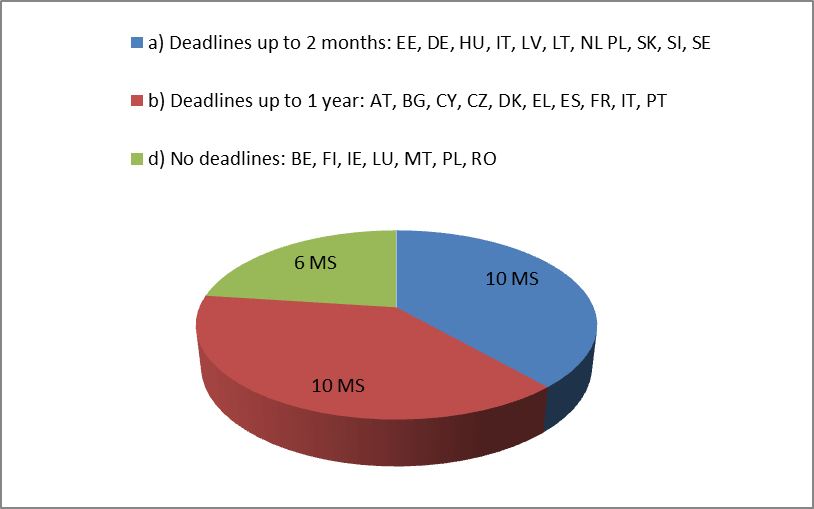 a) Deadlines up to 2 months: EE, DE, HU, IT, LV, LT, NL PL, SK, SI, SE
b) Deadlines up to 1 year: AT, BG, CY, CZ, DK, EL, ES, FR, IT, PT
d) No deadlines: BE, FI, IE, LU, MT, PL, RO
6 MS
10 MS
10 MS